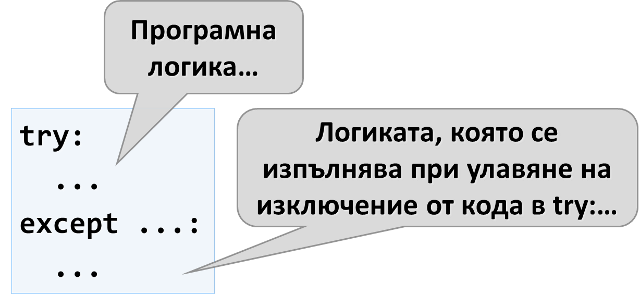 Програмна
логика...
try:
...
except ...:
...
Логиката, която се
изпълнява при улавяне на
изключение от кода в try:...